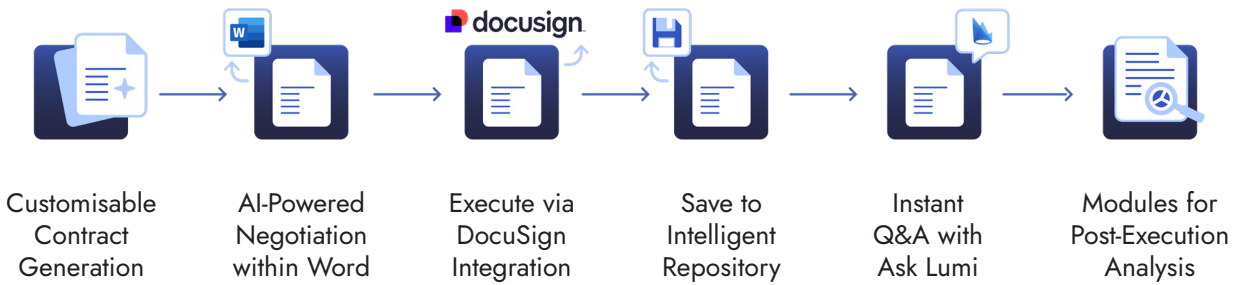 W
docusign
Customisable
Contract
Generation
AI-Powered
Negotiation
within Word
Execute via
DocuSign
Integration
Save to
Intelligent
Repository
Instant
Q&A with
Ask Lumi
Modules for
Post-Execution
Analysis